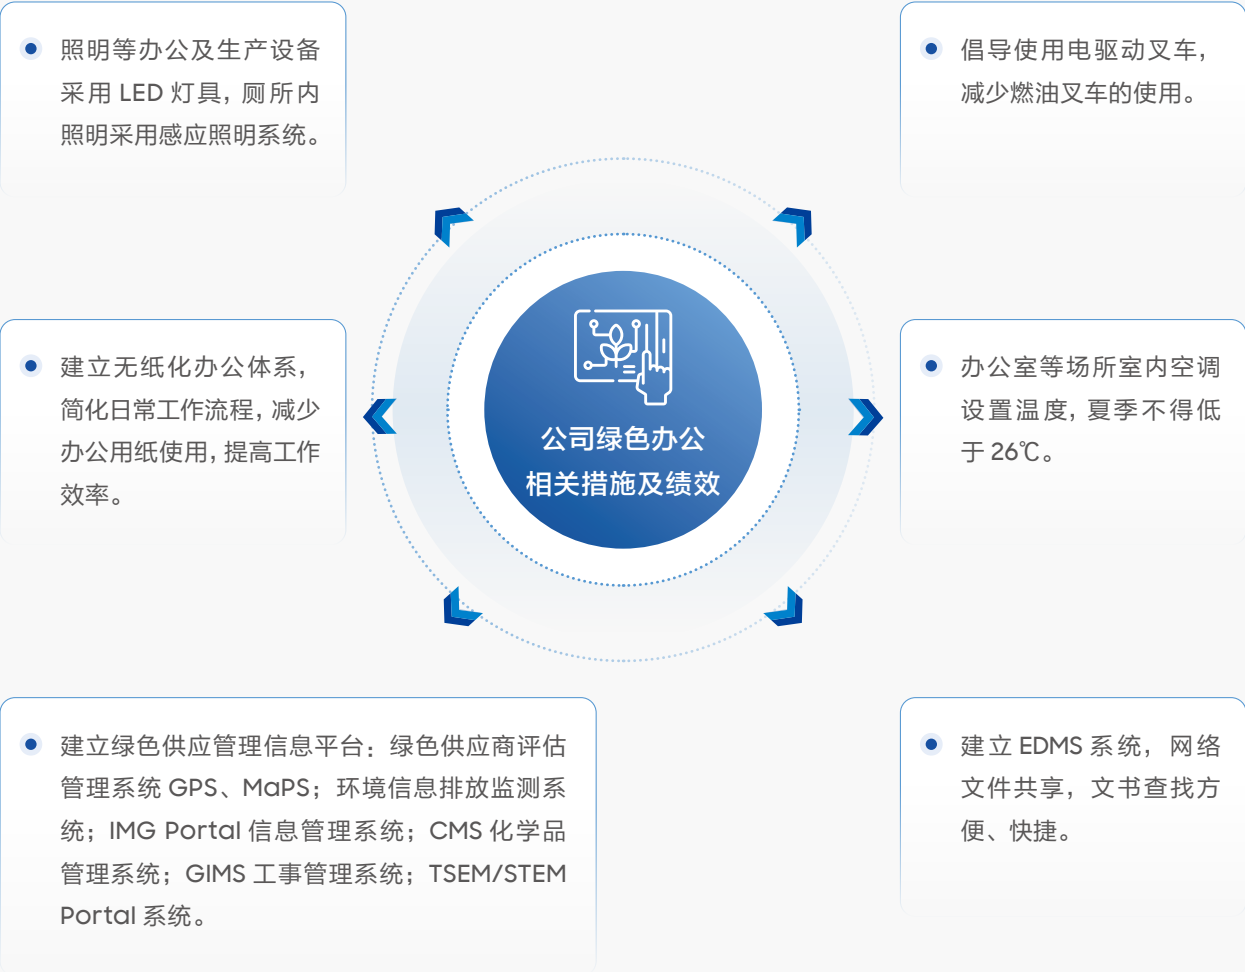 照明等办公及生产设备
采用 LED 灯具, 厕所内
照明采用感应照明系统。
倡导使用电驱动叉车,
减少燃油叉车的使用。
公司绿色办公
相关措施及绩效
建立无纸化办公体系,
简化日常工作流程, 减少
办公用纸使用, 提高工作
效率。
办公室等场所室内空调
设置温度, 夏季不得低
于 26℃。
建立绿色供应管理信息平台：绿色供应商评估
管理系统 GPS、MaPS；环境信息排放监测系
统；IMG Portal 信息管理系统；CMS 化学品
管理系统；GIMS 工事管理系统；TSEM/STEM
Portal 系统。
建立 EDMS 系统，网络
文件共享，文书查找方
便、快捷。